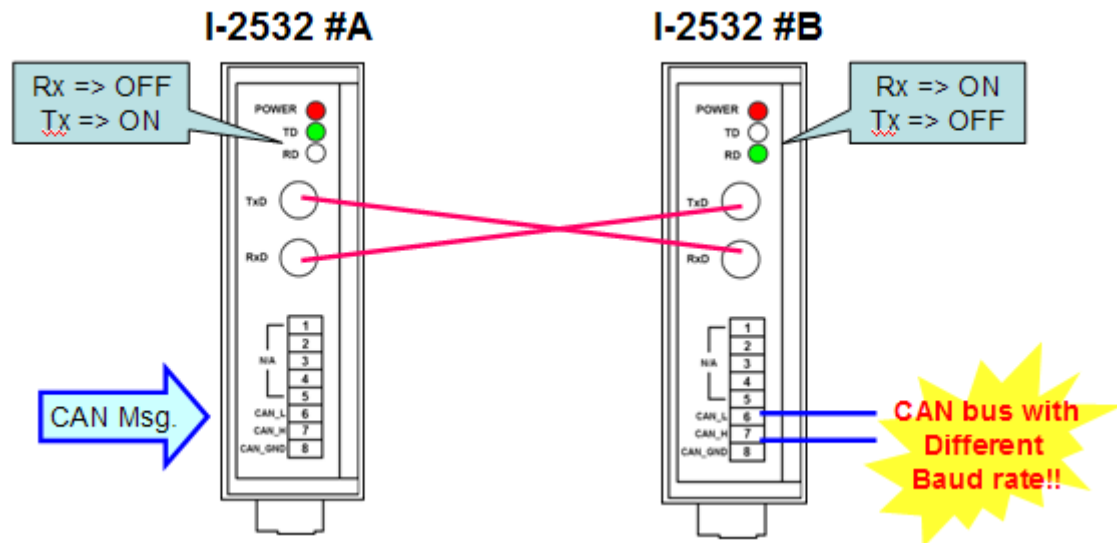 I-2532 #A
I-2532 #B
Rx => OFF
Tx => ON
Rx => ON
Tx => OFF
POWER
TD
RD
TxD
RxD
1
2
N/A
3
4
5
CAN_L 6
CAN_H 7
CAN_GND 8
CAN Msg.
POWER
TD
RD
TxD
RxD
1
2
N/A
3
4
5
CAN_L 6
CAN_H 7
CAN_GND 8
CAN bus with
Different
Baud rate!!